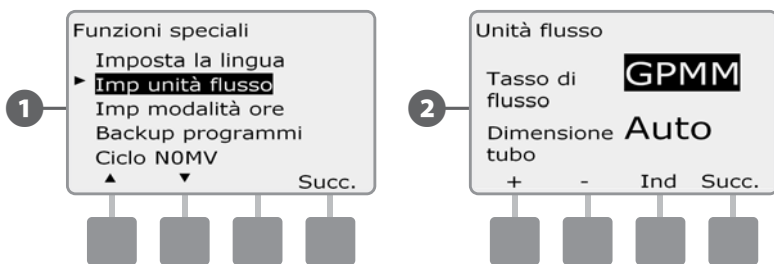 1
Funzioni speciali
Imposta la lingua
► Imp unità flusso
Imp modalità ore
Backup programmi
Ciclo N0MV
▲ ▼ Succ.
2
Unità flusso
Tasso di flusso GPMM
Dimensione tubo Auto
+ - Ind Succ.